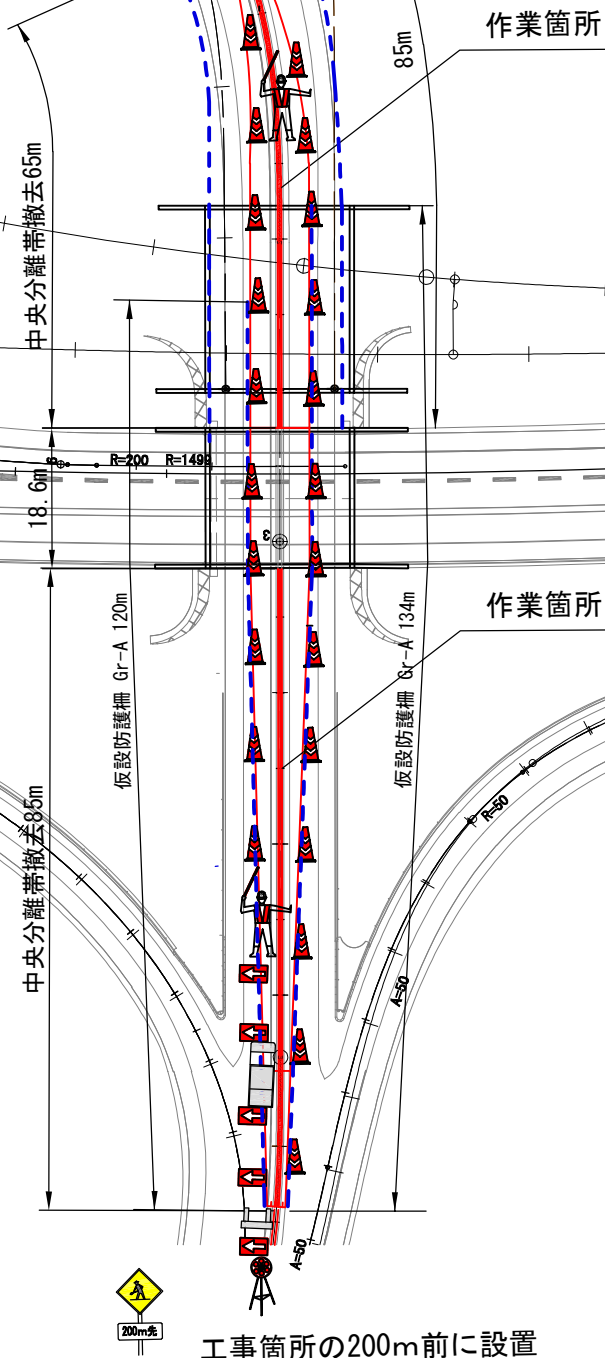 作業箇所
85m
中央分離帯撤去65m
R=200
R=1499
18.6m
3
作業箇所
仮設防護柵 Gr-A 120m
仮設防護柵 Gr-A 134m
R=50
中央分離帯撤去85m
A=50
A=50
200m先
工事箇所の200m前に設置